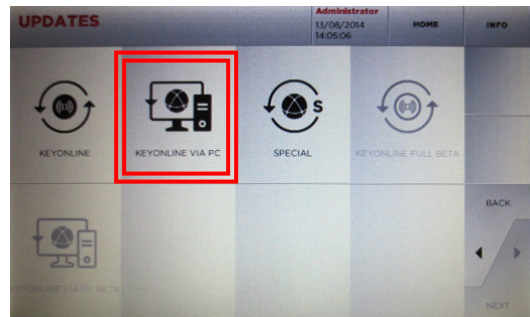 UPDATES
Administrator
13/08/2014
14:05:06
HOME
INFO
KEYONLINE
KEYONLINE VIA PC
S
SPECIAL
KEYONLINE FULL BETA
BACK
KEYONLINE VIA PC BETA
NEXT